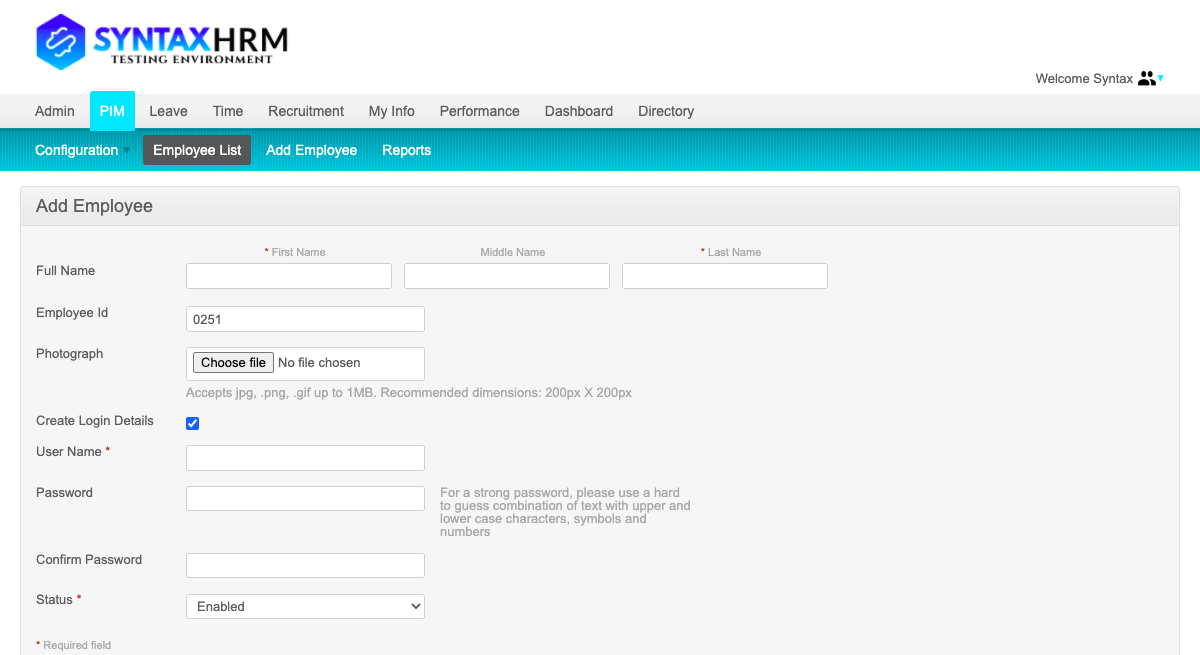 SYNTAXHRM
TESTING ENVIRONMENT
Welcome Syntax
Admin PIM Leave Time Recruitment My Info Performance Dashboard Directory
Configuration Employee List Add Employee Reports
Add Employee
* First Name Middle Name * Last Name
Full Name
Employee Id 0251
Photograph Choose file No file chosen
Accepts jpg, .png, .gif up to 1MB. Recommended dimensions: 200px X 200px
Create Login Details
User Name *
Password For a strong password, please use a hard
to guess combination of text with upper and
lower case characters, symbols and
numbers
Confirm Password
Status * Enabled
* Required field